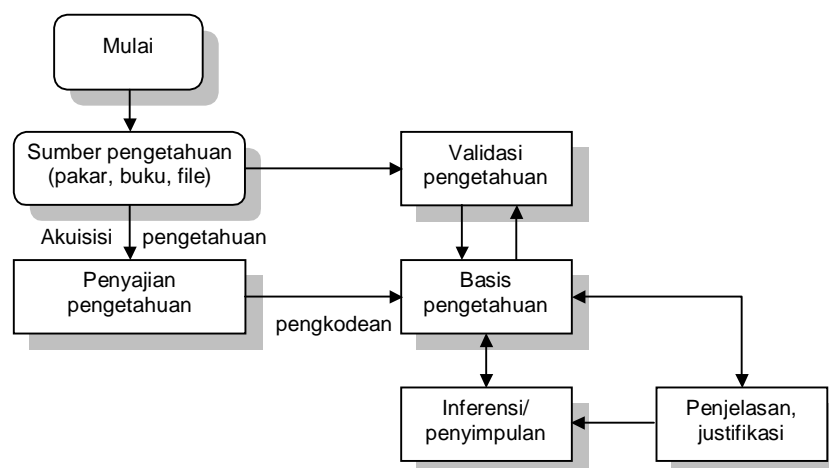 Mulai
Sumber pengetahuan
(pakar, buku, file)
Validasi
pengetahuan
Akuisisi pengetahuan
Penyajian
pengetahuan
pengkodean
Basis
pengetahuan
Inferensi/
penyimpulan
Penjelasan,
justifikasi